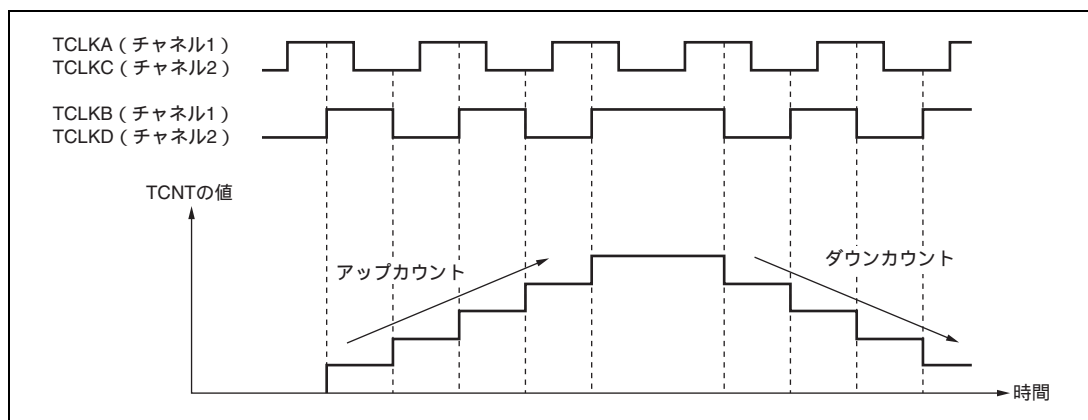 TCLKA（チャネル1）
TCLKC（チャネル2）
TCLKB（チャネル1）
TCLKD（チャネル2）
TCNTの値
アップカウント
ダウンカウント
時間